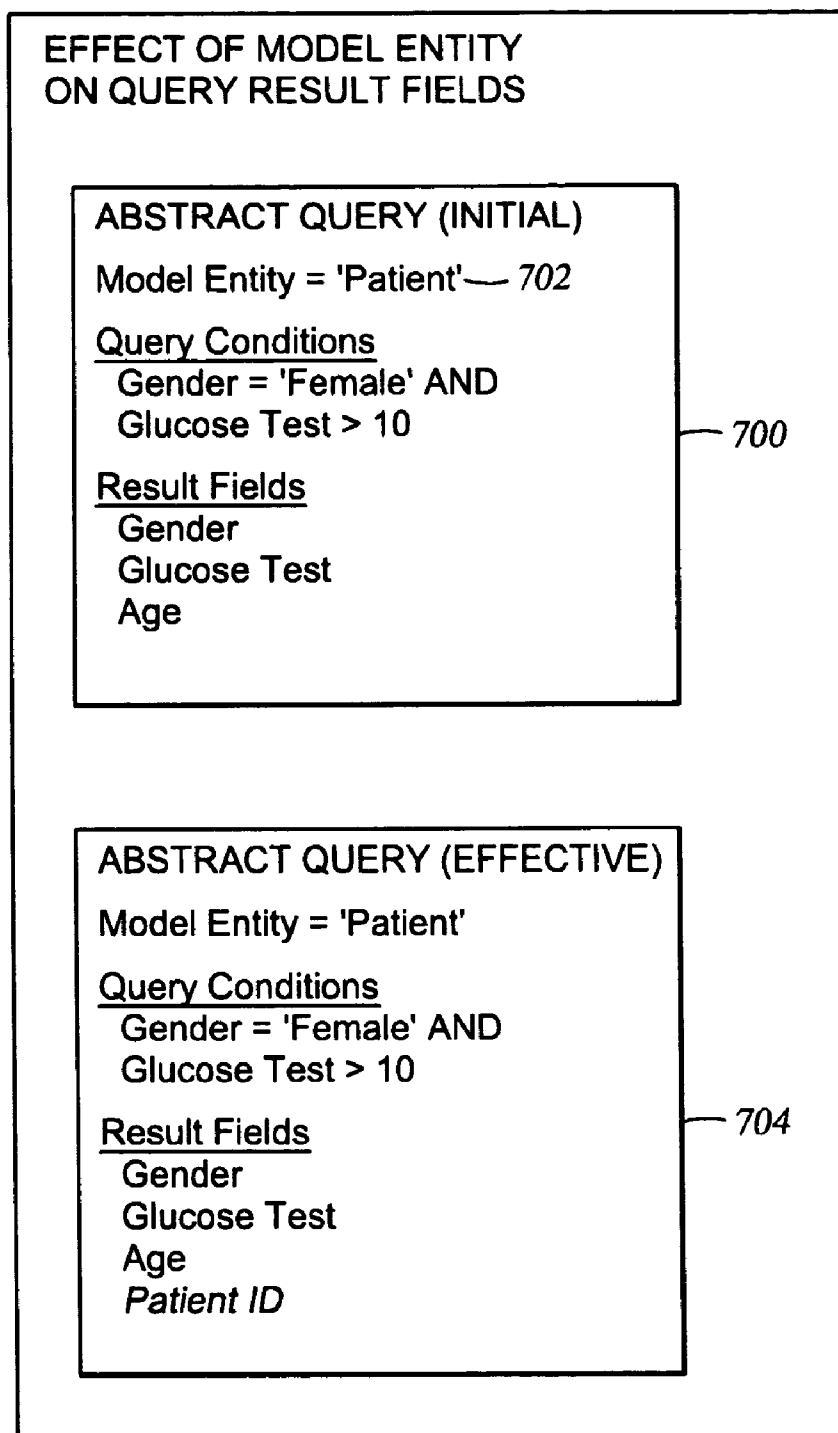 EFFECT OF MODEL ENTITY
ON QUERY RESULT FIELDS
ABSTRACT QUERY (INITIAL)
Model Entity = 'Patient' 702
Query Conditions
Gender = 'Female' AND
Glucose Test > 10
700
Result Fields
Gender
Glucose Test
Age
ABSTRACT QUERY (EFFECTIVE)
Model Entity = 'Patient'
Query Conditions
Gender = 'Female' AND
Glucose Test > 10
704
Result Fields
Gender
Glucose Test
Age
Patient ID